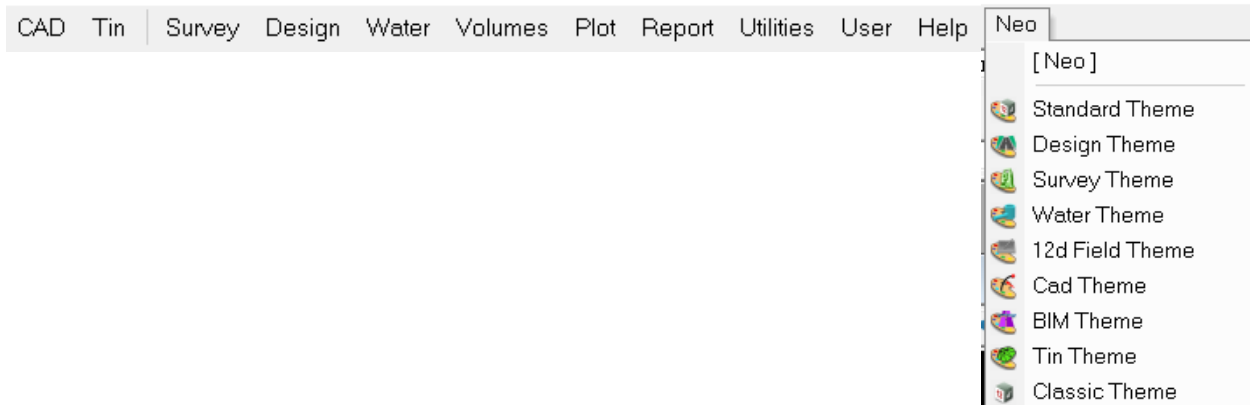 CAD Tin Survey Design Water Volumes Plot Report Utilities User Help Neo
[ Neo ]
Standard Theme
Design Theme
Survey Theme
Water Theme
12d Field Theme
Cad Theme
BIM Theme
Tin Theme
Classic Theme